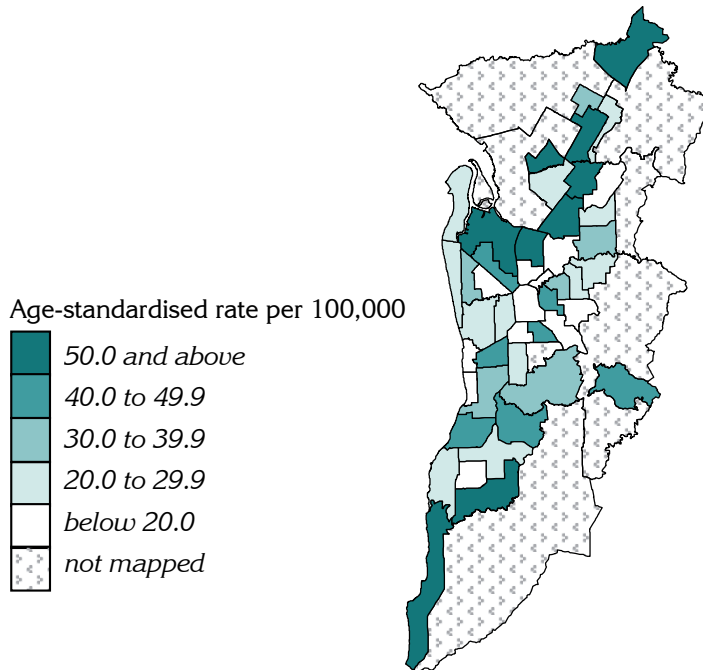 Age-standardised rate per 100,000
50.0 and above
40.0 to 49.9
30.0 to 39.9
20.0 to 29.9
below 20.0
not mapped